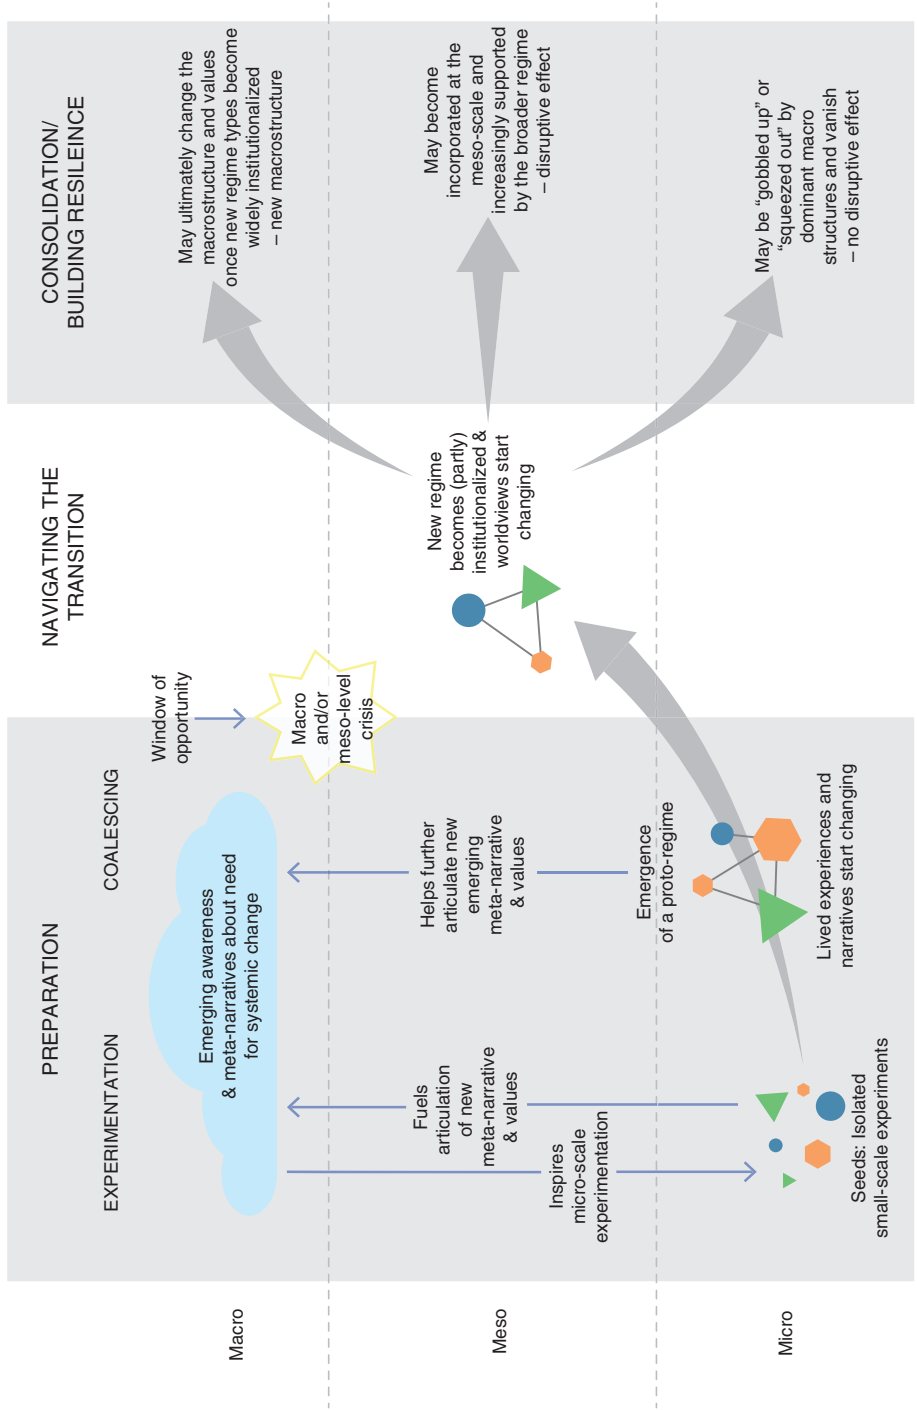 PREPARATION
NAVIGATING THE
TRANSITION
CONSOLIDATION/
BUILDING RESILEINCE
EXPERIMENTATION
COALESCING
Macro
Emerging awareness
& meta-narratives about need
for systemic change
Window of
opportunity
Macro
and/or
meso-level
crisis
May ultimately change the
macrostructure and values
once new regime types become
widely institutionalized
– new macrostructure
Meso
Inspires
micro-scale
experimentation
Fuels
articulation
of new
meta-narrative
& values
Helps further
articulate new
emerging
meta-narrative
& values
New regime
becomes (partly)
institutionalized &
worldviews start
changing
May become
incorporated at the
meso-scale and
increasingly supported
by the broader regime
– disruptive effect
Micro
Seeds: Isolated
small-scale experiments
Emergence
of a proto-regime
Lived experiences and
narratives start changing
May be “gobbled up” or
“squeezed out” by
dominant macro
structures and vanish
– no disruptive effect